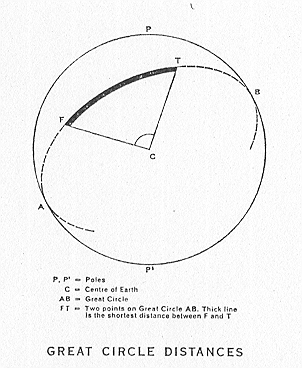 P
T
B
F
C
A
P'
P, P' = Poles
C = Centre of Earth
AB = Great Circle
FT = Two points on Great Circle AB. Thick line
is the shortest distance between F and T
GREAT CIRCLE DISTANCES